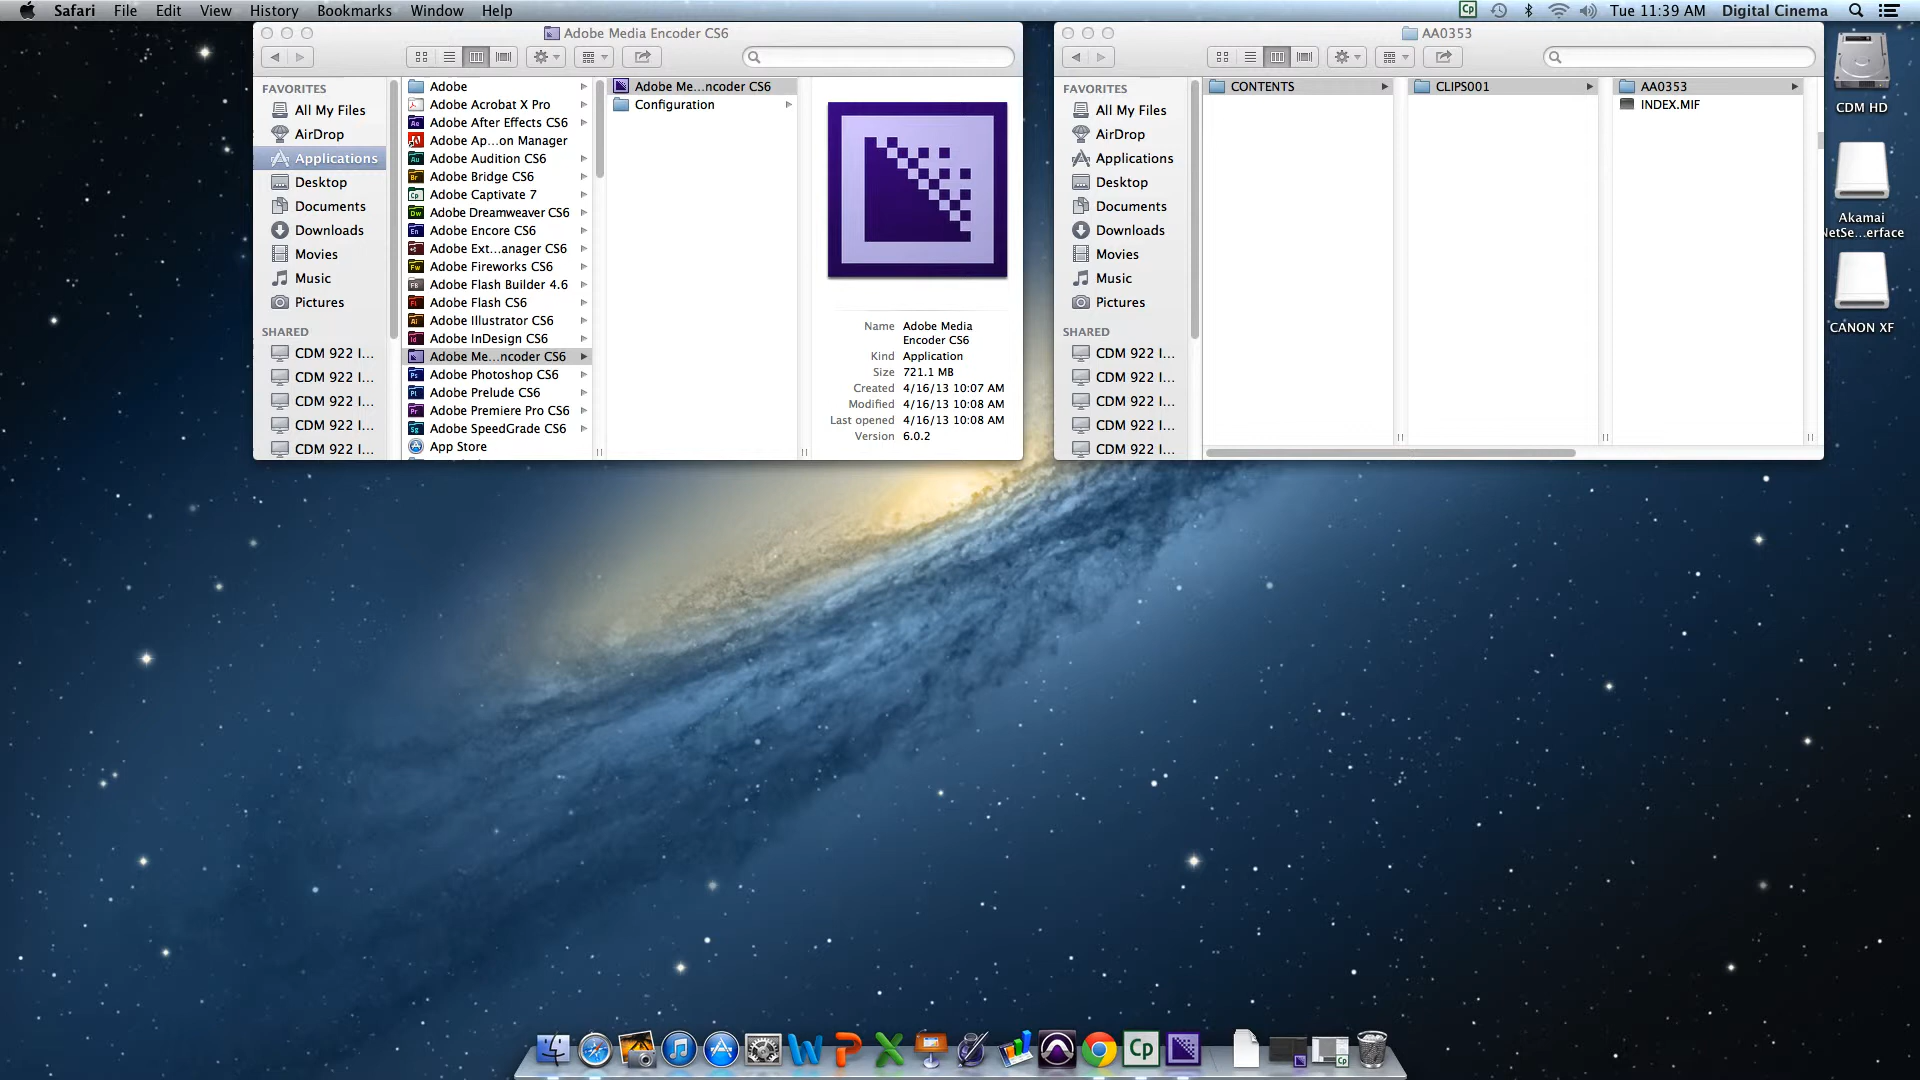 Safari File Edit View History Bookmarks Window Help
Tue 11:39 AM Digital Cinema
Adobe Media Encoder CS6
FAVORITES
All My Files
AirDrop
Applications
Desktop
Documents
Downloads
Movies
Music
Pictures
SHARED
CDM 922 I...
CDM 922 I...
CDM 922 I...
CDM 922 I...
CDM 922 I...
Adobe
Adobe Acrobat X Pro
Adobe After Effects CS6
Adobe Ap...on Manager
Adobe Audition CS6
Adobe Bridge CS6
Adobe Captivate 7
Adobe Dreamweaver CS6
Adobe Encore CS6
Adobe Ext...anager CS6
Adobe Fireworks CS6
Adobe Flash Builder 4.6
Adobe Flash CS6
Adobe Illustrator CS6
Adobe InDesign CS6
Adobe Me...ncoder CS6
Adobe Photoshop CS6
Adobe Prelude CS6
Adobe Premiere Pro CS6
Adobe SpeedGrade CS6
App Store
Adobe Me...ncoder CS6
Configuration
Name Adobe Media
Encoder CS6
Kind Application
Size 721.1 MB
Created 4/16/13 10:07 AM
Modified 4/16/13 10:08 AM
Last opened 4/16/13 10:08 AM
Version 6.0.2
AA0353
FAVORITES
All My Files
AirDrop
Applications
Desktop
Documents
Downloads
Movies
Music
Pictures
SHARED
CDM 922 I...
CDM 922 I...
CDM 922 I...
CDM 922 I...
CDM 922 I...
CONTENTS
CLIPS001
AA0353
INDEX.MIF
CDM HD
Akamai
NetSe...erface
CANON XF
Cp